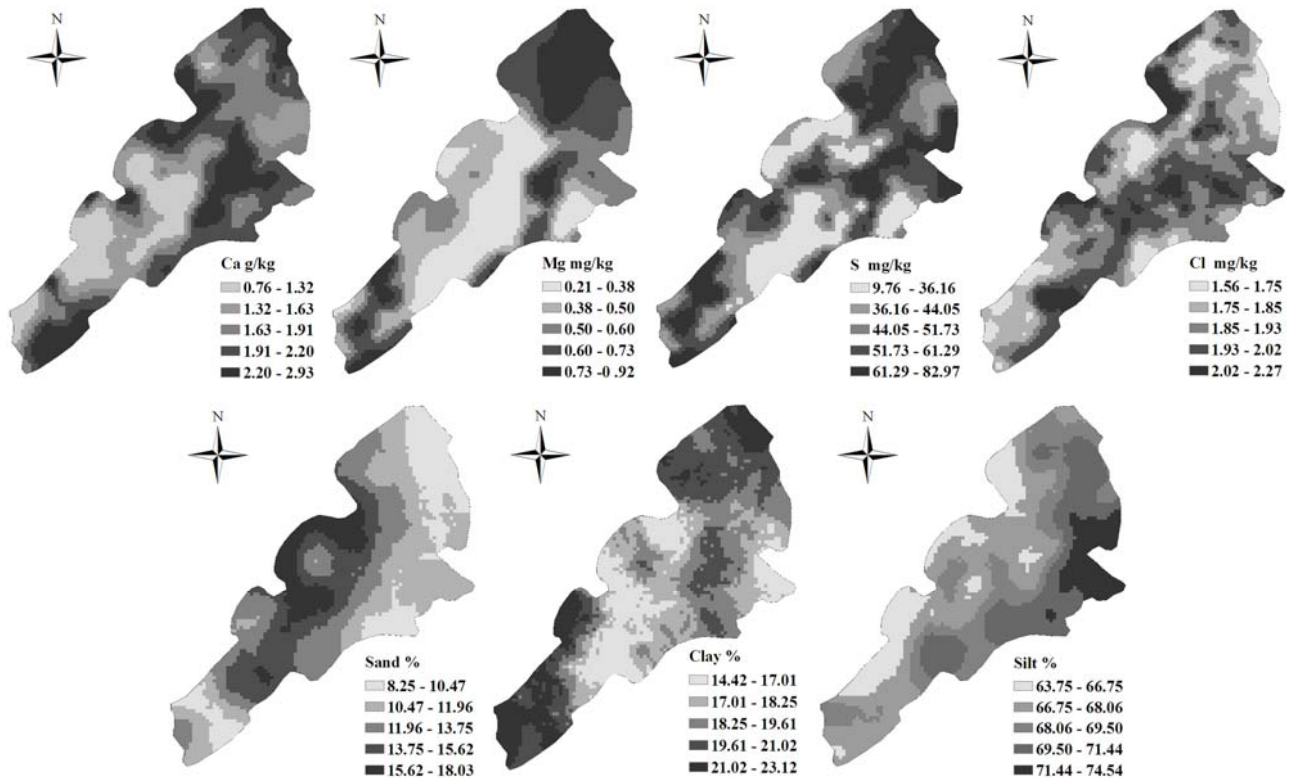 N
N
N
N
Ca g/kg
0.76 - 1.32
1.32 - 1.63
1.63 - 1.91
1.91 - 2.20
2.20 - 2.93
Mg mg/kg
0.21 - 0.38
0.38 - 0.50
0.50 - 0.60
0.60 - 0.73
0.73 -0 .92
S mg/kg
9.76 - 36.16
36.16 - 44.05
44.05 - 51.73
51.73 - 61.29
61.29 - 82.97
Cl mg/kg
1.56 - 1.75
1.75 - 1.85
1.85 - 1.93
1.93 - 2.02
2.02 - 2.27
N
N
N
Sand %
8.25 - 10.47
10.47 - 11.96
11.96 - 13.75
13.75 - 15.62
15.62 - 18.03
Clay %
14.42 - 17.01
17.01 - 18.25
18.25 - 19.61
19.61 - 21.02
21.02 - 23.12
Silt %
63.75 - 66.75
66.75 - 68.06
68.06 - 69.50
69.50 - 71.44
71.44 - 74.54